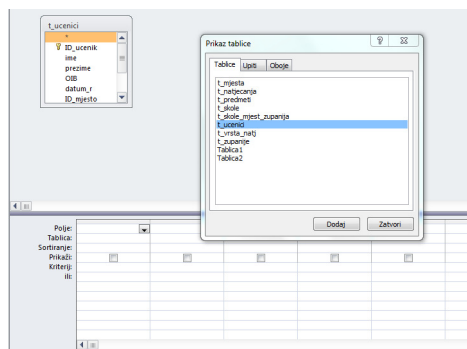 t_ucenici
*
ID_ucenik
ime
prezime
OIB
datum_r
ID_mjesto
Prikaz tablice
Tablice Upiti Oboje
t_mjesta
t_natjecanja
t_predmeti
t_skole
t_skole_mjest_zupanija
t_ucenici
t_vrsta_natj
t_zupanije
Tablica1
Tablica2
Dodaj Zatvori
Polje:
Tablica:
Sortiranje:
Prikaži:
Kriterij:
ili: